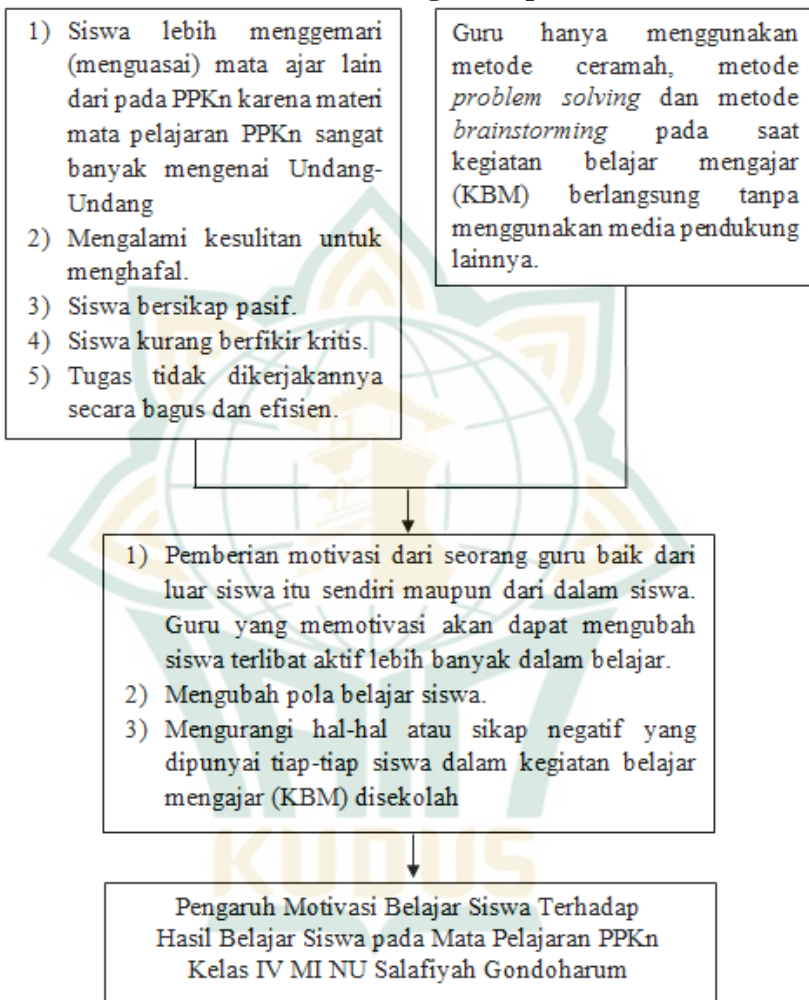 1) Siswa lebih menggemari
(menguasai) mata ajar lain
dari pada PPKn karena materi
mata pelajaran PPKn sangat
banyak mengenai Undang-
Undang
2) Mengalami kesulitan untuk
menghafal.
3) Siswa bersikap pasif.
4) Siswa kurang berfikir kritis.
5) Tugas tidak dikerjakannya
secara bagus dan efisien.
Guru hanya menggunakan
metode ceramah, metode
problem solving dan metode
brainstorming pada saat
kegiatan belajar mengajar
(KBM) berlangsung tanpa
menggunakan media pendukung
lainnya.
1) Pemberian motivasi dari seorang guru baik dari
luar siswa itu sendiri maupun dari dalam siswa.
Guru yang memotivasi akan dapat mengubah
siswa terlibat aktif lebih banyak dalam belajar.
2) Mengubah pola belajar siswa.
3) Mengurangi hal-hal atau sikap negatif yang
dipunyai tiap-tiap siswa dalam kegiatan belajar
mengajar (KBM) disekolah
KUDUS
Pengaruh Motivasi Belajar Siswa Terhadap
Hasil Belajar Siswa pada Mata Pelajaran PPKn
Kelas IV MI NU Salafiyah Gondoharum